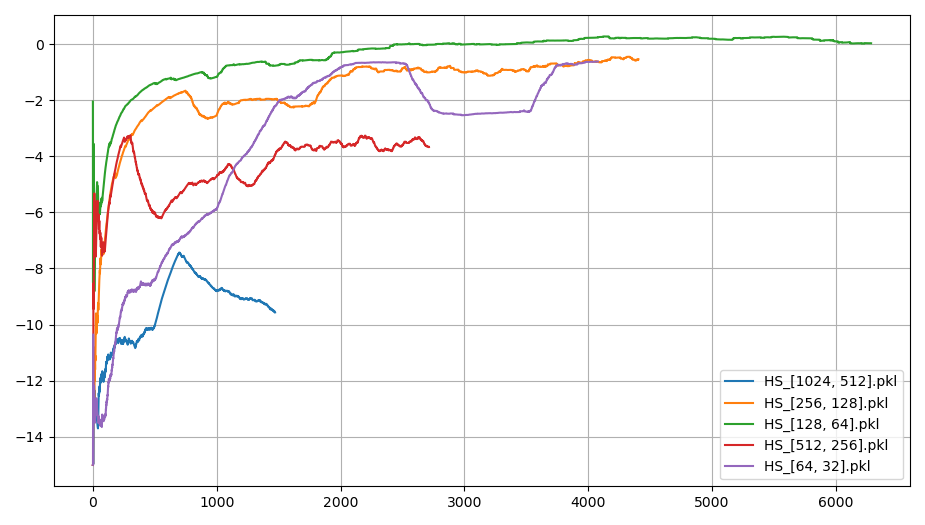 0
−2
−4
−6
−8
−10
−12
−14
0 1000 2000 3000 4000 5000 6000
HS_[1024, 512].pkl
HS_[256, 128].pkl
HS_[128, 64].pkl
HS_[512, 256].pkl
HS_[64, 32].pkl